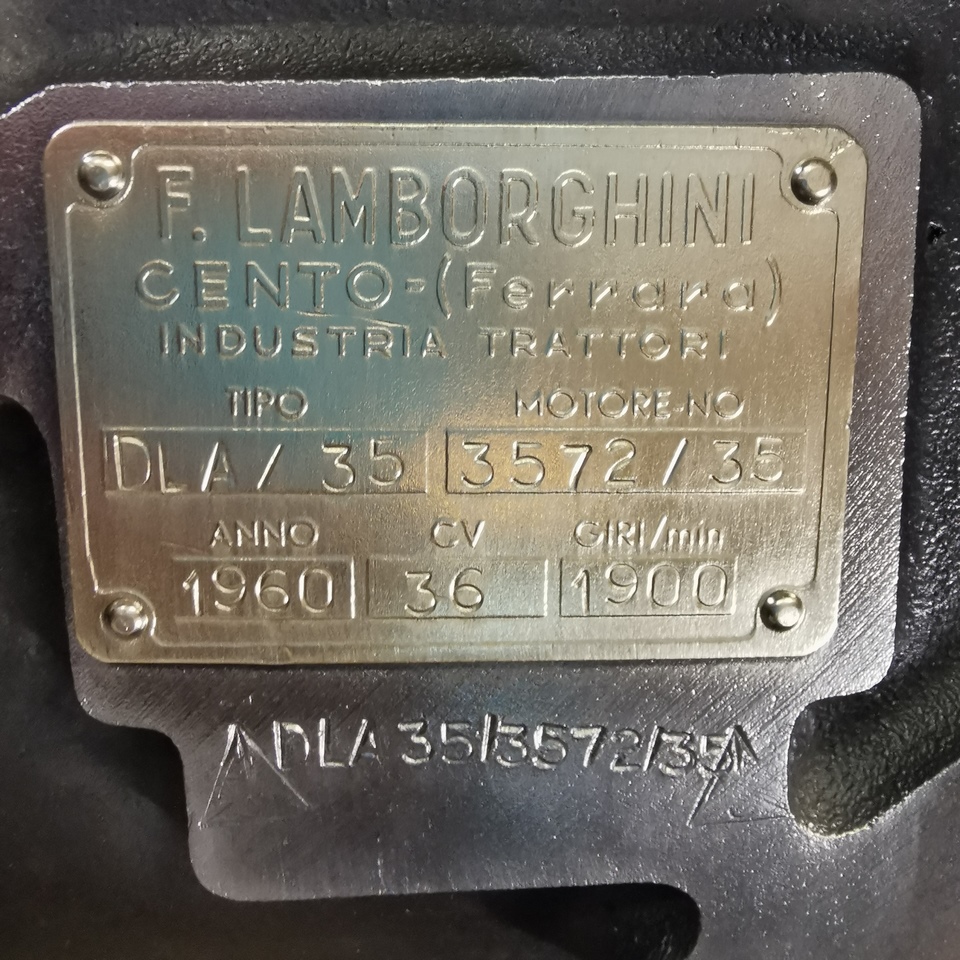 F. LAMBORGHINI
CENTO-(Ferrara)
INDUSTRIA TRATTORI
TIPO MOTORE-NO
DLA/ 35 3572/35
ANNO CV GIRI/min
1960 36 1900
DLA 35/3572/35